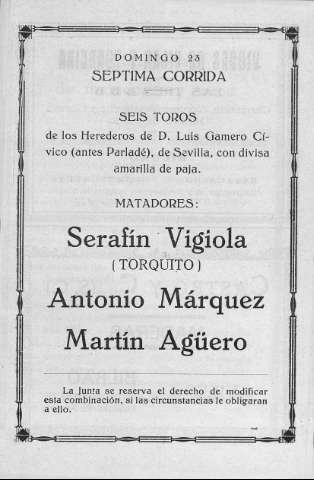 DOMINGO 23
SEPTIMA CORRIDA
SEIS TOROS
de los Herederos de D. Luis Gamero Cí-
vico (antes Parladé), de Sevilla, con divisa
amarilla de paja.
MATADORES:
Serafín Vigiola
(TORQUITO)
Antonio Márquez
Martín Agüero
La Junta se reserva el derecho de modificar
esta combinación, si las circunstancias le obligaran
a ello.